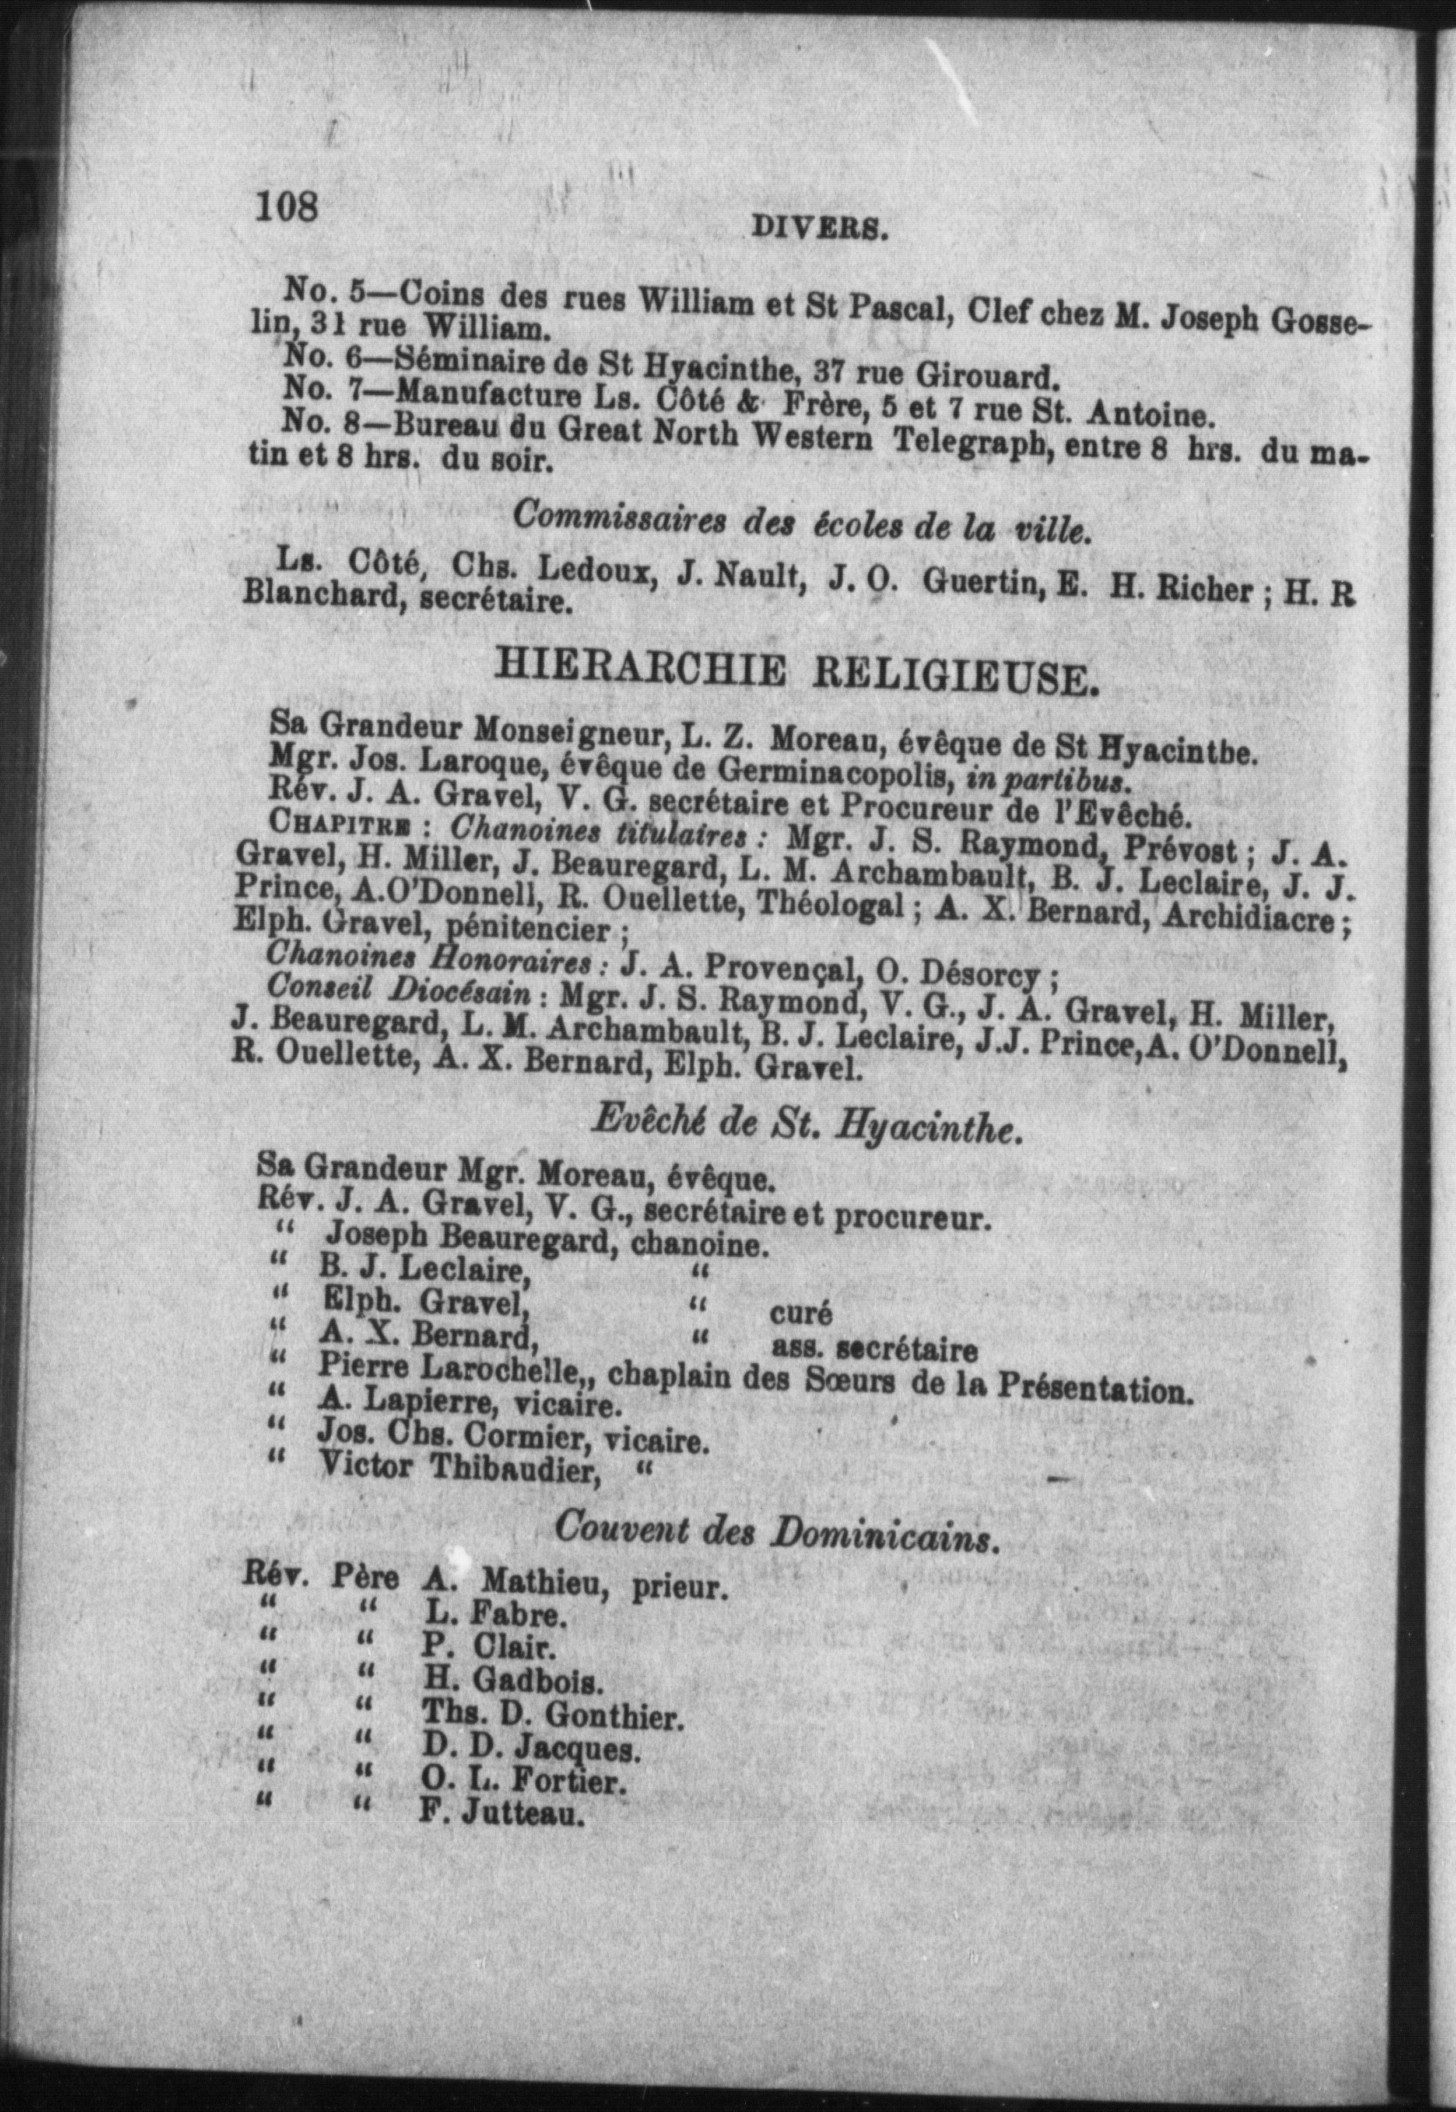 108
DIVERS.
No. 5—Coins des rues William et St Pascal, Clef chez M. Joseph Gosse-
lin, 31 rue William.
No. 6—Séminaire de St Hyacinthe, 37 rue Girouard.
No. 7—Manufacture Ls. Côté & Frère, 5 et 7 rue St. Antoine.
No. 8—Bureau du Great North Western Telegraph, entre 8 hrs. du ma-
tin et 8 hrs. du soir.
Commissaires des écoles de la ville.
Ls. Côté, Chs. Ledoux, J. Nault, J. O. Guertin, E. H. Richer ; H. R
Blanchard, secrétaire.
HIERARCHIE RELIGIEUSE.
Sa Grandeur Monseigneur, L. Z. Moreau, évêque de St Hyacinthe.
Mgr. Jos. Laroque, évêque de Germinacopolis, in partibus.
Rév. J. A. Gravel, V. G. secrétaire et Procureur de l'Evêché.
CHAPITRE : Chanoines titulaires : Mgr. J. S. Raymond, Prévost ; J. A.
Gravel, H. Miller, J. Beauregard, L. M. Archambault, B. J. Leclaire, J. J.
Prince, A.O'Donnell, R. Ouellette, Théologal ; A. X. Bernard, Archidiacre ;
Elph. Gravel, pénitencier ;
Chanoines Honoraires : J. A. Provençal, O. Désorcy ;
Conseil Diocésain : Mgr. J. S. Raymond, V. G., J. A. Gravel, H. Miller,
J. Beauregard, L. M. Archambault, B. J. Leclaire, J.J. Prince,A. O'Donnell,
R. Ouellette, A. X. Bernard, Elph. Gravel.
Evêché de St. Hyacinthe.
Sa Grandeur Mgr. Moreau, évêque.
Rév. J. A. Gravel, V. G., secrétaire et procureur.
“ Joseph Beauregard, chanoine.
“ B. J. Leclaire, “
“ Elph. Gravel, “ curé
“ A. X. Bernard, “ ass. secrétaire
“ Pierre Larochelle,, chaplain des Sœurs de la Présentation.
“ A. Lapierre, vicaire.
“ Jos. Chs. Cormier, vicaire.
“ Victor Thibaudier, “
Couvent des Dominicains.
Rév. Père A. Mathieu, prieur.
“ “ L. Fabre.
“ “ P. Clair.
“ “ H. Gadbois.
“ “ Ths. D. Gonthier.
“ “ D. D. Jacques.
“ “ O. L. Fortier.
“ “ F. Jutteau.